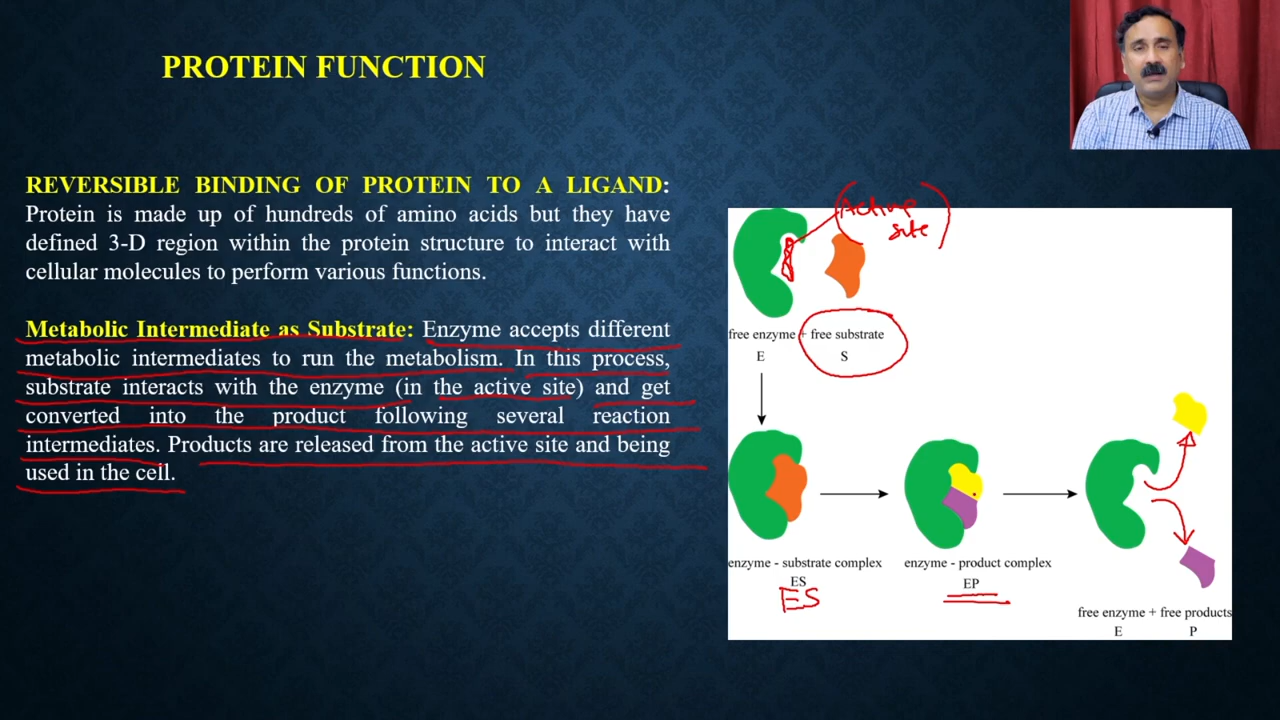 PROTEIN FUNCTION
REVERSIBLE BINDING OF PROTEIN TO A LIGAND:
Protein is made up of hundreds of amino acids but they have
defined 3-D region within the protein structure to interact with
cellular molecules to perform various functions.
Metabolic Intermediate as Substrate: Enzyme accepts different
metabolic intermediates to run the metabolism. In this process,
substrate interacts with the enzyme (in the active site) and get
converted into the product following several reaction
intermediates. Products are released from the active site and being
used in the cell.
Active
site
free enzyme + free substrate
E S
enzyme - substrate complex
ES
ES
enzyme - product complex
EP
free enzyme + free products
E P